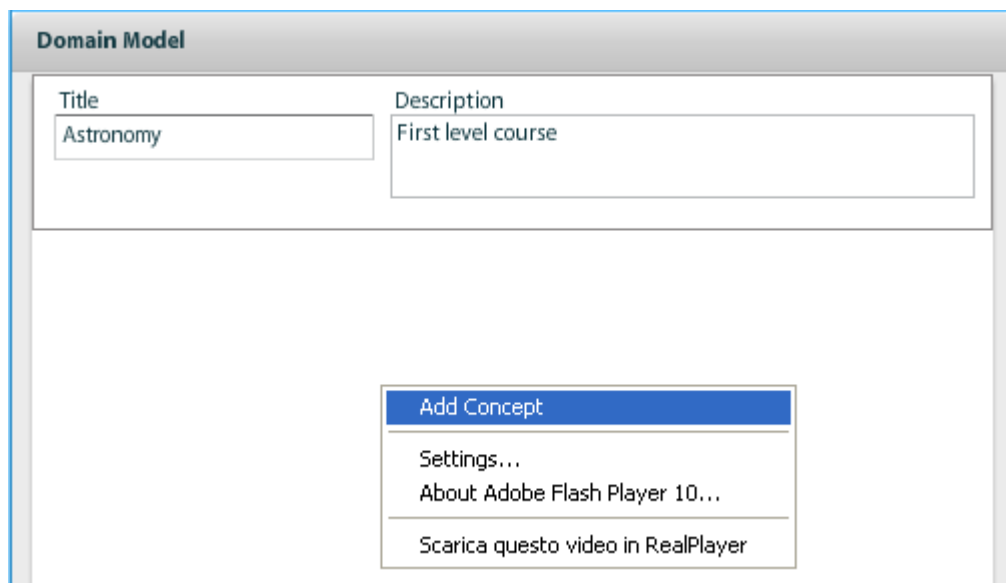 Domain Model
Title
Description
Astronomy
First level course
Add Concept
Settings...
About Adobe Flash Player 10...
Scarica questo video in RealPlayer